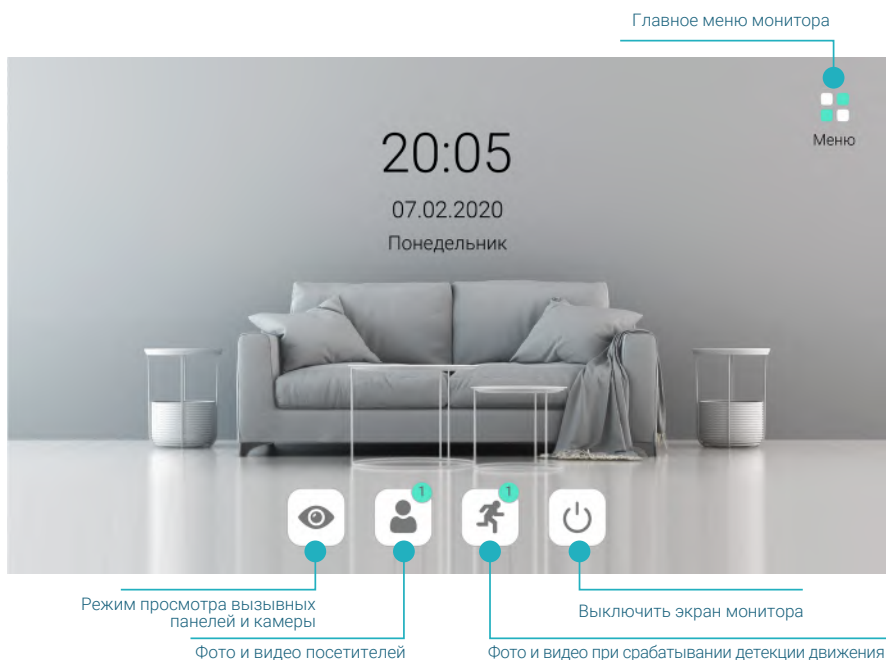 Главное меню монитора
Меню
20:05
07.02.2020
Понедельник
1
1
Режим просмотра вызывных
панелей и камеры
Выключить экран монитора
Фото и видео посетителей
Фото и видео при срабатывании детекции движения